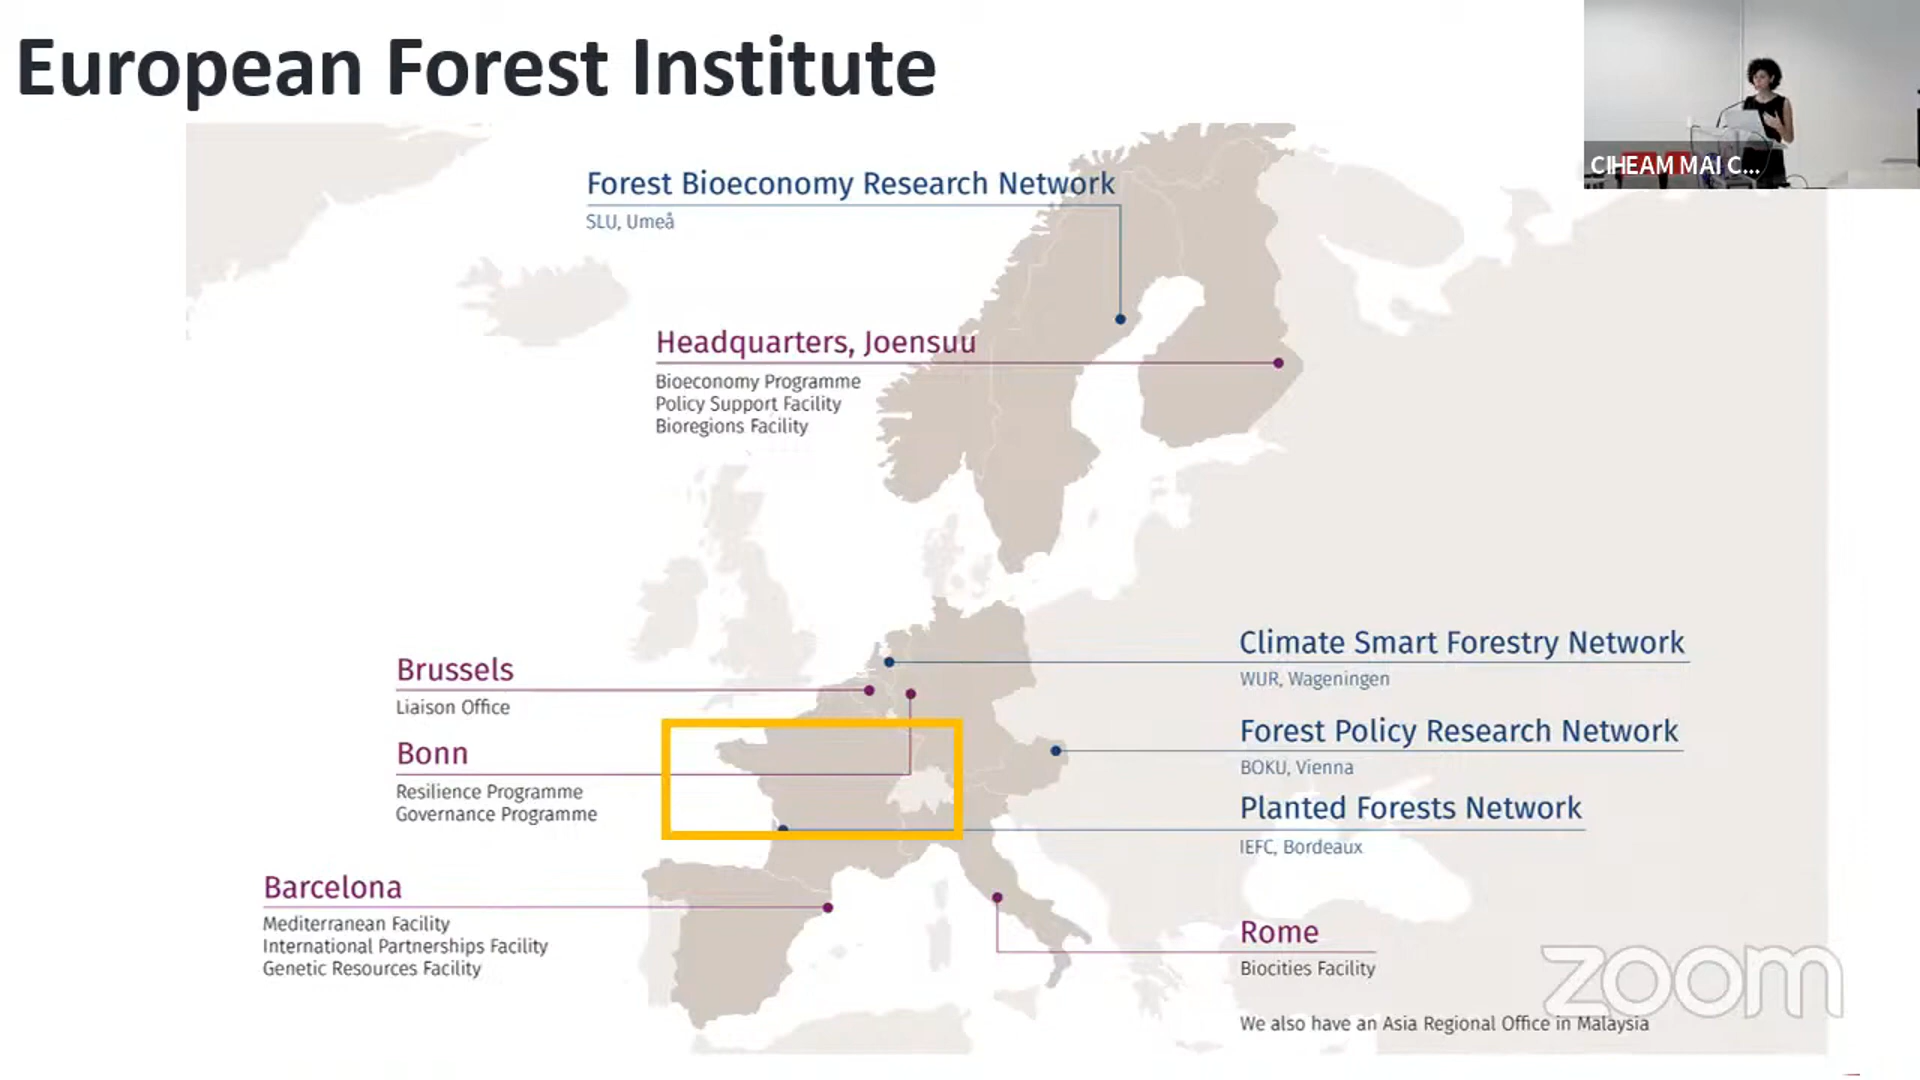 European Forest Institute
CIHEAM MAI C...
Forest Bioeconomy Research Network
SLU, Umeå
Headquarters, Joensuu
Bioeconomy Programme
Policy Support Facility
Bioregions Facility
Climate Smart Forestry Network
WUR, Wageningen
Brussels
Liaison Office
Forest Policy Research Network
BOKU, Vienna
Bonn
Resilience Programme
Governance Programme
Planted Forests Network
IEFC, Bordeaux
Barcelona
Mediterranean Facility
International Partnerships Facility
Genetic Resources Facility
Rome
Biocities Facility
zoom
We also have an Asia Regional Office in Malaysia